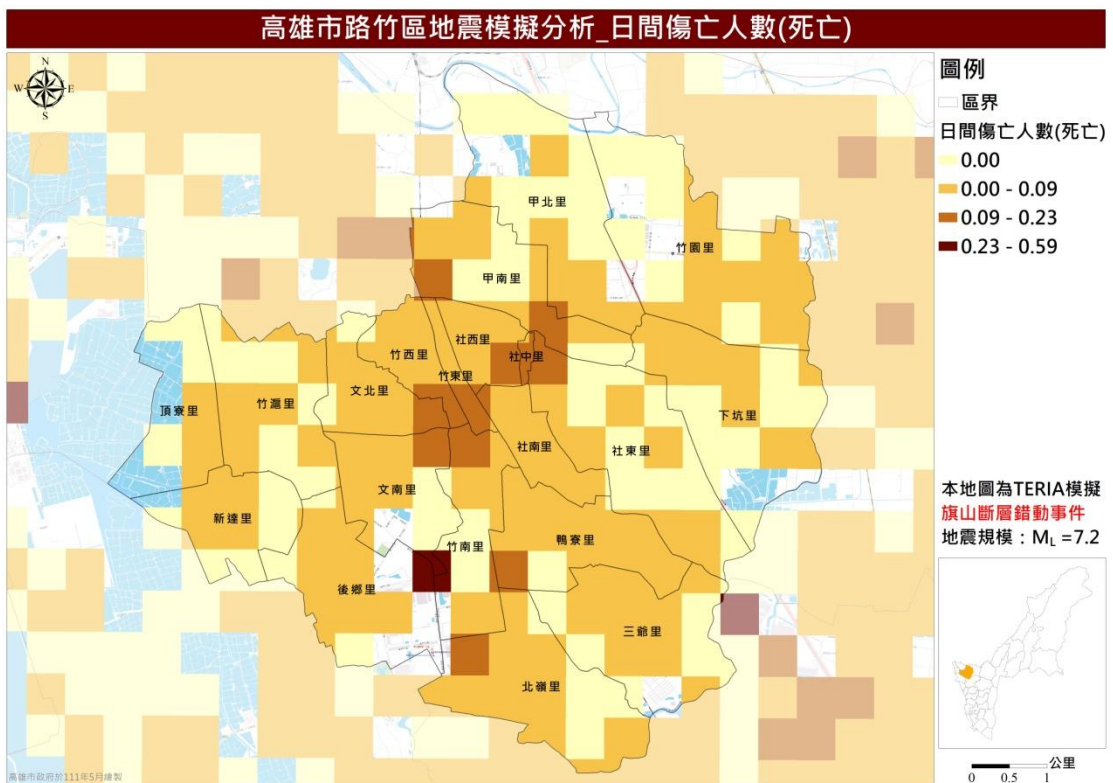 高雄市路竹區地震模擬分析_日間傷亡人數(死亡)
N
W
E
S
圖例
區界
日間傷亡人數(死亡)
0.00
0.00 - 0.09
0.09 - 0.23
0.23 - 0.59
甲北里
竹園里
甲南里
社西里
竹西里
社中里
竹東里
文北里
竹滬里
頂寮里
下坑里
社南里
社東里
文南里
新達里
竹南里
鴨寮里
後鄉里
三爺里
北嶺里
本地圖為TERIA模擬
旗山斷層錯動事件
地震規模：ML =7.2
公里
0 0.5 1
高雄市政府於111年5月繪製